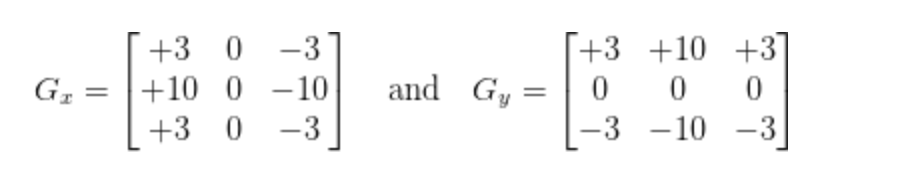 G_x = [ +3 0 −3 ; +10 0 −10 ; +3 0 −3 ] and G_y = [ +3 +10 +3 ; 0 0 0 ; −3 −10 −3 ]